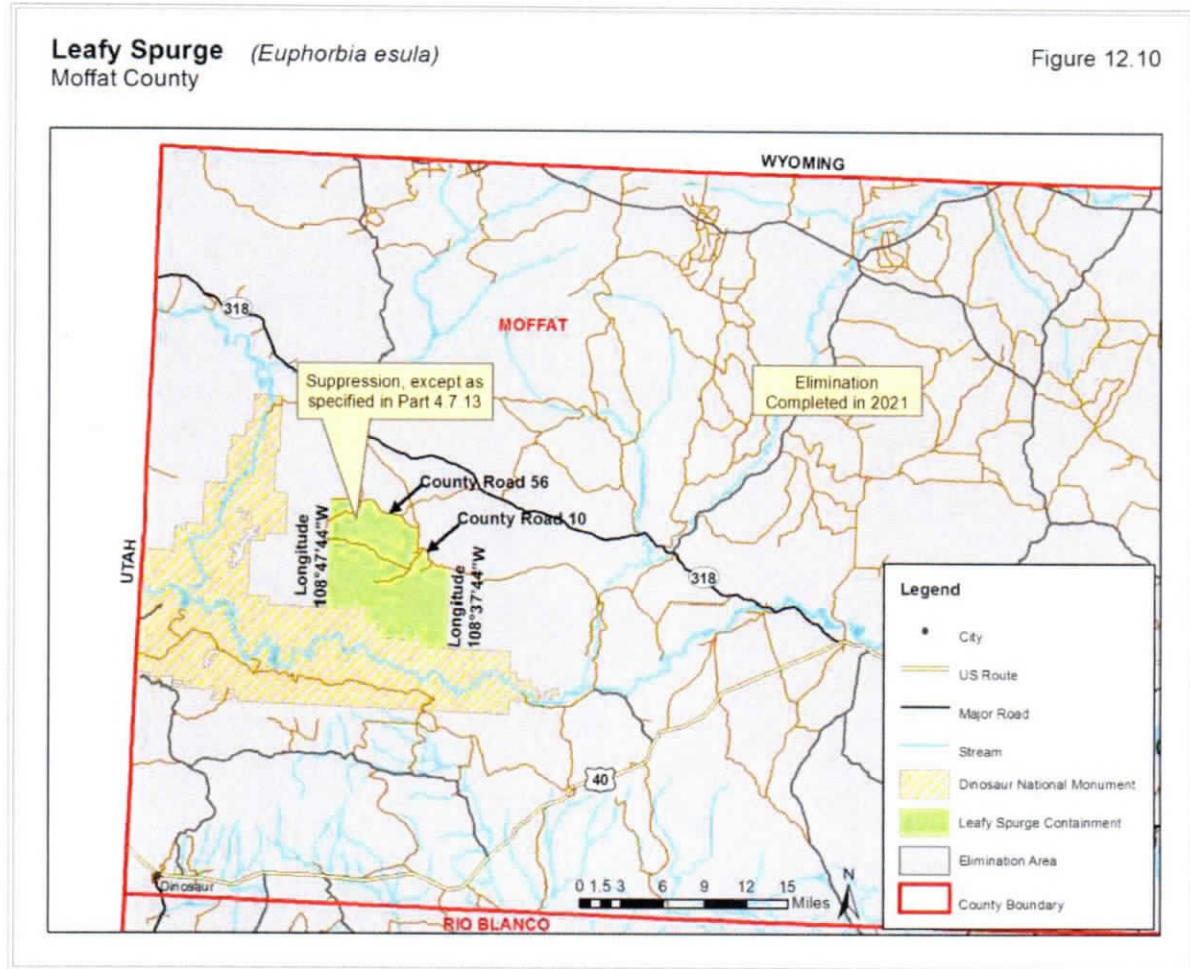 Leafy Spurge (Euphorbia esula)
Figure 12.10
Moffat County
WYOMING
318
MOFFAT
Suppression, except as
specified in Part 4.7 13
Elimination
Completed in 2021
County Road 56
County Road 10
Longitude
108°47'44"W
Longitude
108°37'44"W
UTAH
318
40
Dinosaur
RIO BLANCO
0 1.5 3 6 9 12 15
Miles
N
Legend
City
US Route
Major Road
Stream
Dinosaur National Monument
Leafy Spurge Containment
Elimination Area
County Boundary